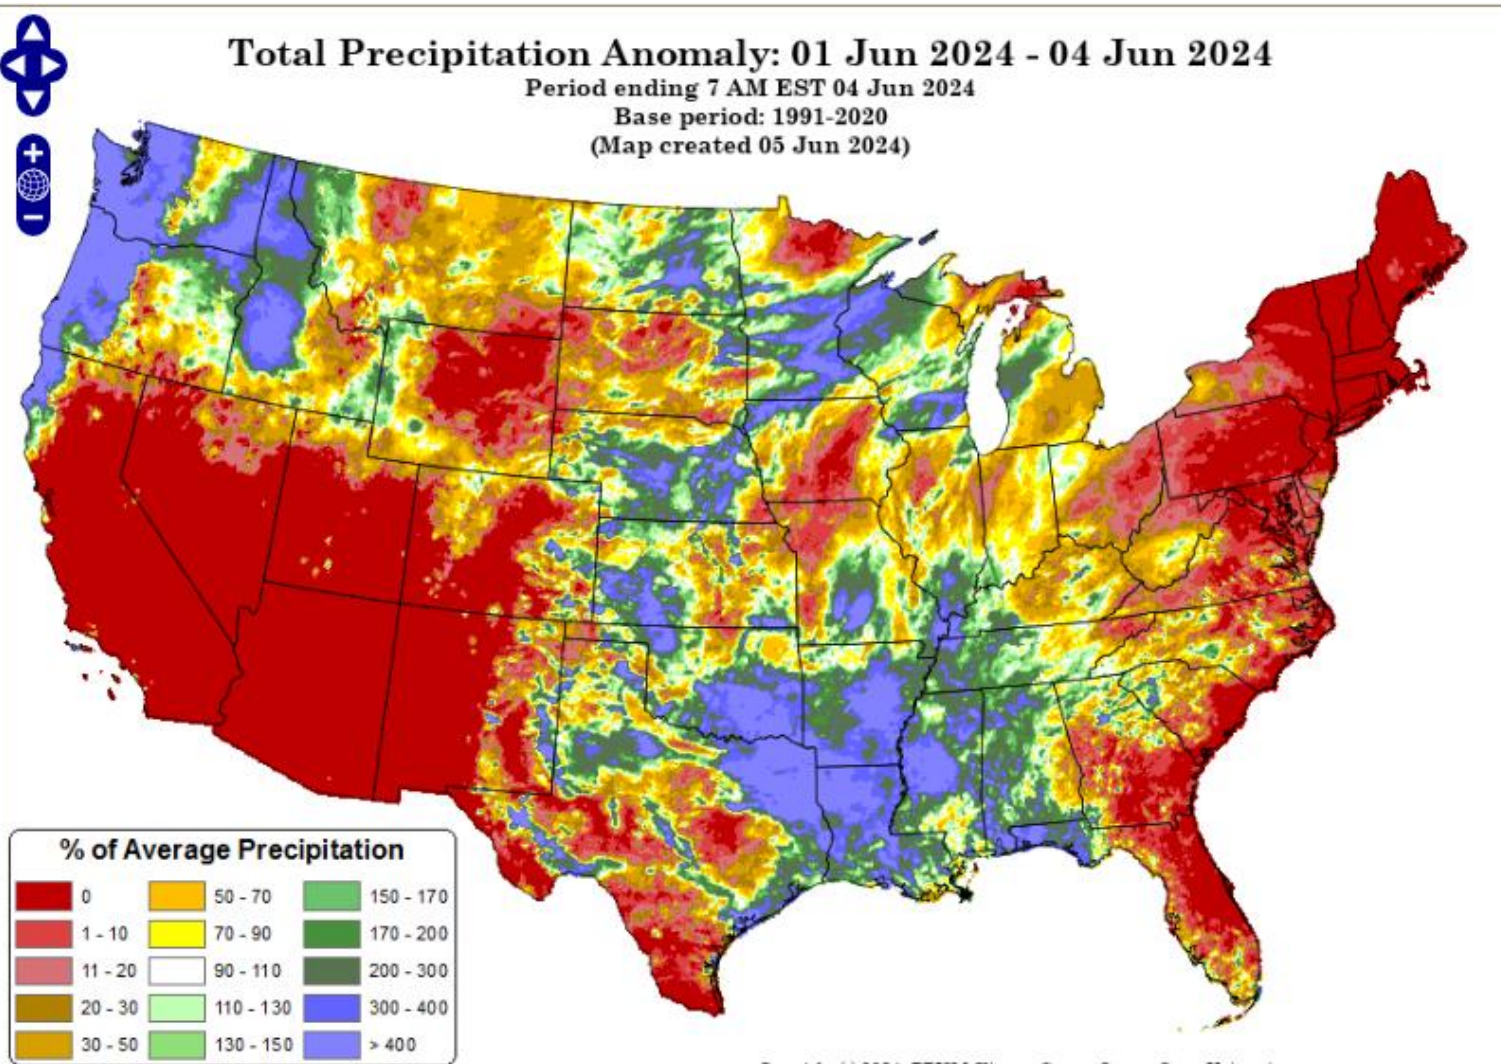 Total Precipitation Anomaly: 01 Jun 2024 - 04 Jun 2024
Period ending 7 AM EST 04 Jun 2024
Base period: 1991-2020
(Map created 05 Jun 2024)
% of Average Precipitation
0
50 - 70
150 - 170
1 - 10
70 - 90
170 - 200
11 - 20
90 - 110
200 - 300
20 - 30
110 - 130
300 - 400
30 - 50
130 - 150
> 400